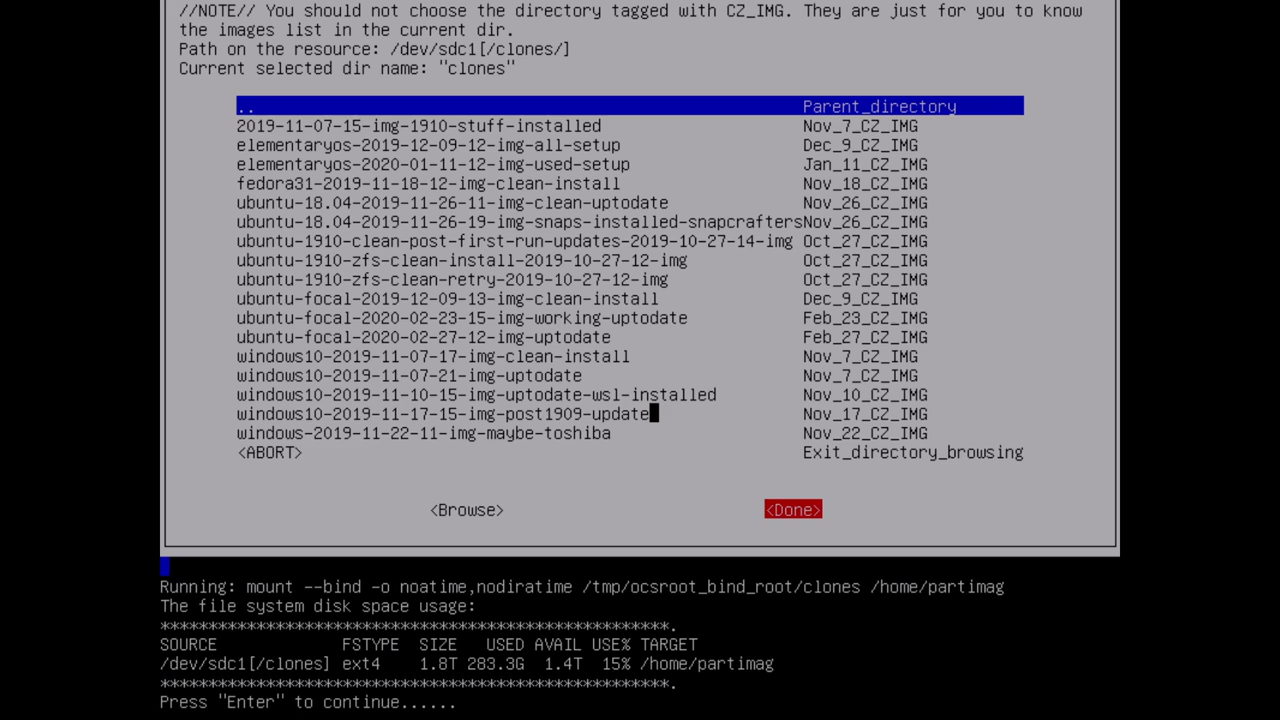 //NOTE// You should not choose the directory tagged with CZ_IMG. They are just for you to know
the images list in the current dir.
Path on the resource: /dev/sdc1[/clones/]
Current selected dir name: "clones"
.. Parent_directory
2019-11-07-15-img-1910-stuff-installed Nov_7_CZ_IMG
elementaryos-2019-12-09-12-img-all-setup Dec_9_CZ_IMG
elementaryos-2020-01-11-12-img-used-setup Jan_11_CZ_IMG
fedora31-2019-11-18-12-img-clean-install Nov_18_CZ_IMG
ubuntu-18.04-2019-11-26-11-img-clean-uptodate Nov_26_CZ_IMG
ubuntu-18.04-2019-11-26-19-img-snaps-installed-snapcraftersNov_26_CZ_IMG
ubuntu-1910-clean-post-first-run-updates-2019-10-27-14-img Oct_27_CZ_IMG
ubuntu-1910-zfs-clean-install-2019-10-27-12-img Oct_27_CZ_IMG
ubuntu-1910-zfs-clean-retry-2019-10-27-12-img Oct_27_CZ_IMG
ubuntu-focal-2019-12-09-13-img-clean-install Dec_9_CZ_IMG
ubuntu-focal-2020-02-23-15-img-working-uptodate Feb_23_CZ_IMG
ubuntu-focal-2020-02-27-12-img-uptodate Feb_27_CZ_IMG
windows10-2019-11-07-17-img-clean-install Nov_7_CZ_IMG
windows10-2019-11-07-21-img-uptodate Nov_7_CZ_IMG
windows10-2019-11-10-15-img-uptodate-wsl-installed Nov_10_CZ_IMG
windows10-2019-11-17-15-img-post1909-update Nov_17_CZ_IMG
windows-2019-11-22-11-img-maybe-toshiba Nov_22_CZ_IMG
<ABORT> Exit_directory_browsing
<Browse> <Done>
Running: mount --bind -o noatime,nodiratime /tmp/ocsroot_bind_root/clones /home/partimag
The file system disk space usage:
*****************************************************.
SOURCE FSTYPE SIZE USED AVAIL USE% TARGET
/dev/sdc1[/clones] ext4 1.8T 283.3G 1.4T 15% /home/partimag
*****************************************************.
Press "Enter" to continue......